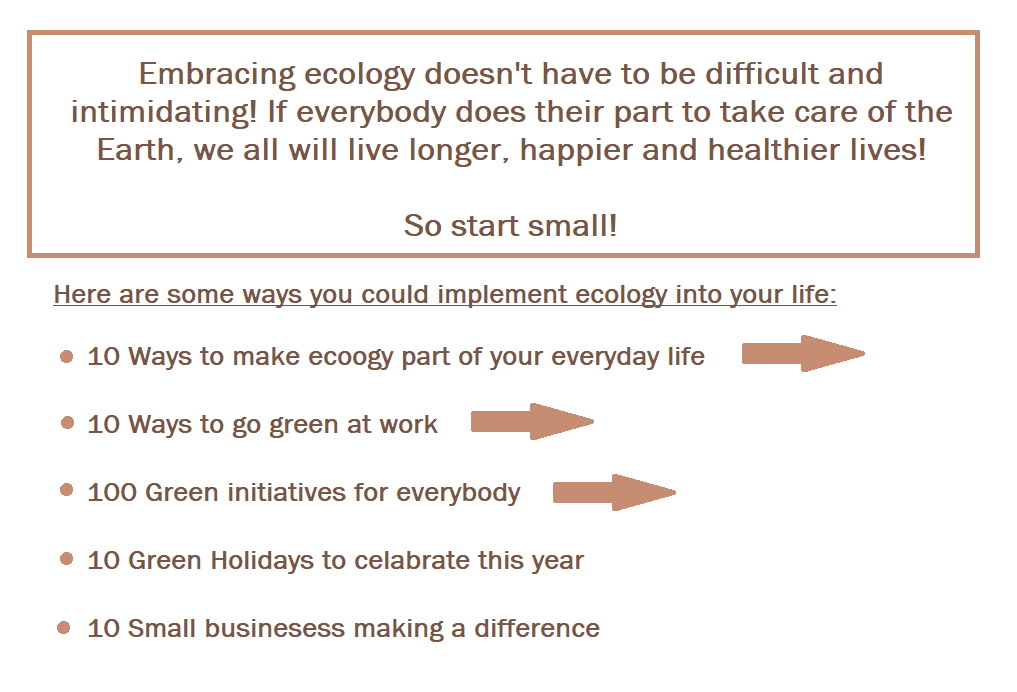 Embracing ecology doesn't have to be difficult and
intimidating! If everybody does their part to take care of the
Earth, we all will live longer, happier and healthier lives!
So start small!
Here are some ways you could implement ecology into your life:
10 Ways to make ecoogy part of your everyday life
10 Ways to go green at work
100 Green initiatives for everybody
10 Green Holidays to celabrate this year
10 Small businesess making a difference